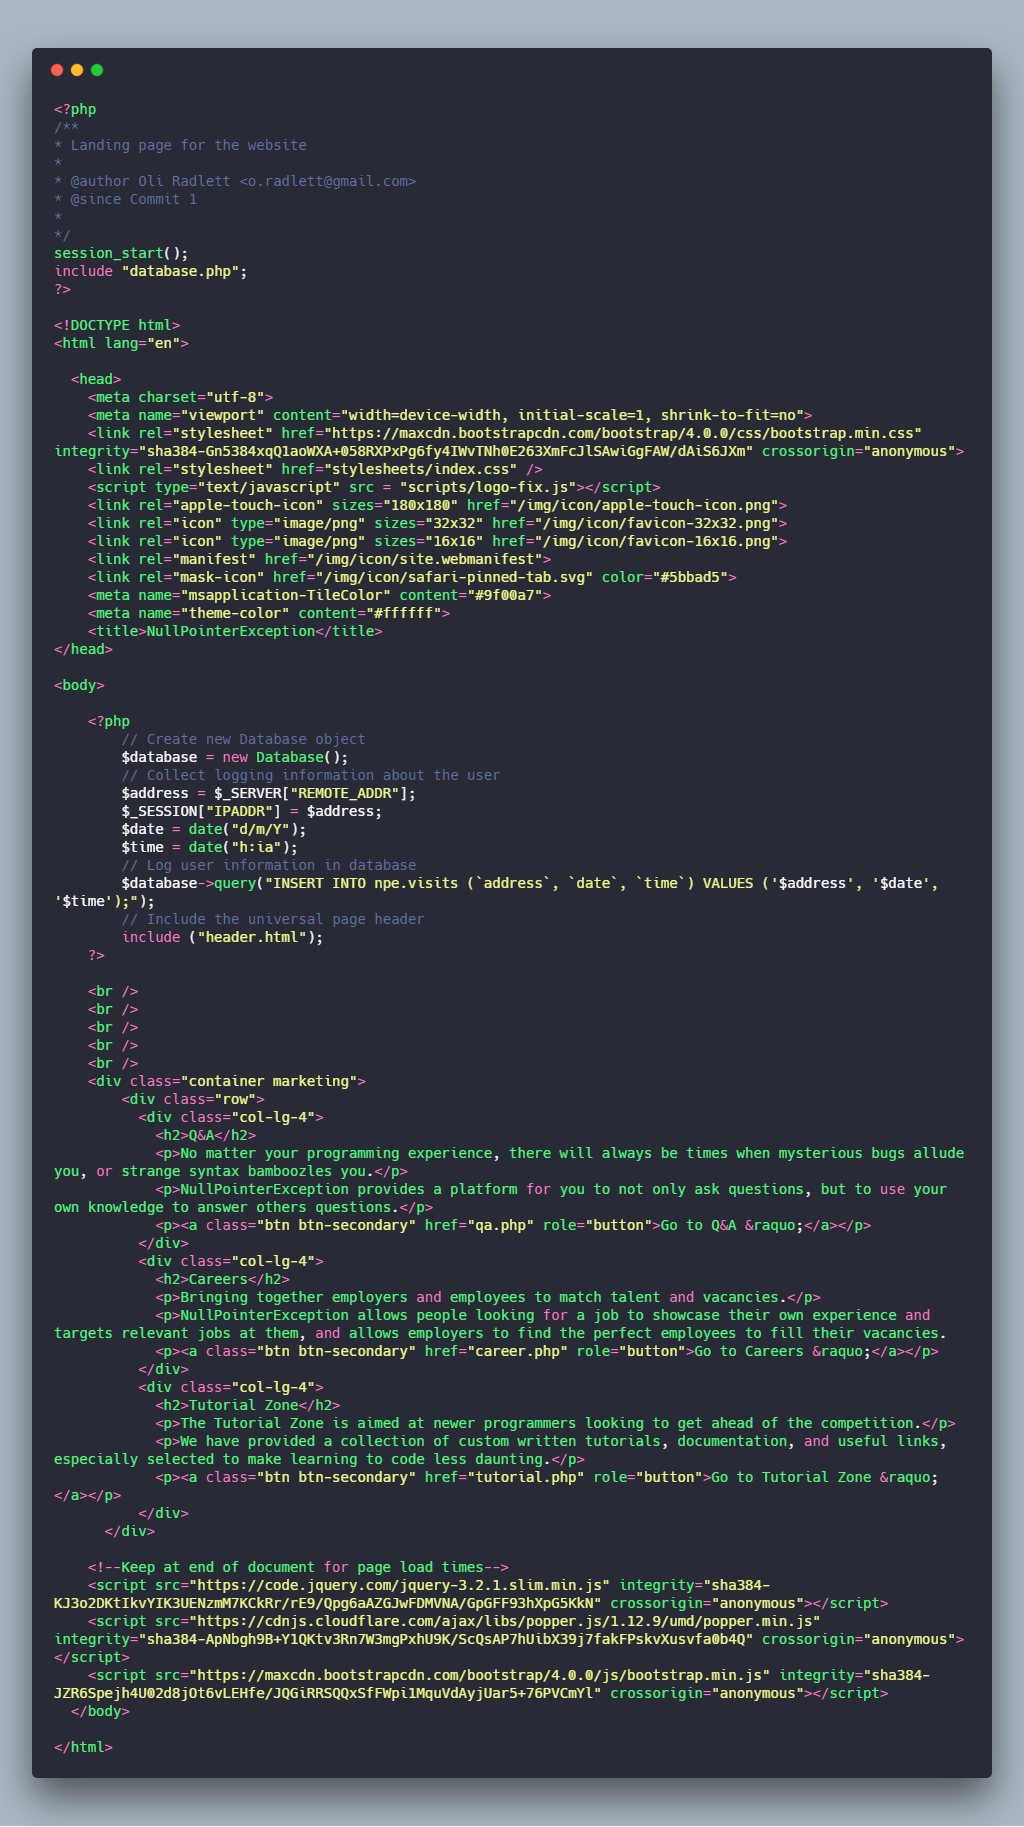 <?php
/**
* Landing page for the website
*
* @author Oli Radlett <o.radlett@gmail.com>
* @since Commit 1
*
*/
session_start();
include "database.php";
?>

<!DOCTYPE html>
<html lang="en">

  <head>
    <meta charset="utf-8">
    <meta name="viewport" content="width=device-width, initial-scale=1, shrink-to-fit=no">
    <link rel="stylesheet" href="https://maxcdn.bootstrapcdn.com/bootstrap/4.0.0/css/bootstrap.min.css"
integrity="sha384-Gn5384xqQ1aoWXA+058RXPxPg6fy4IWvTNh0E263XmFcJlSAwiGgFAW/dAiS6JXm" crossorigin="anonymous">
    <link rel="stylesheet" href="stylesheets/index.css" />
    <script type="text/javascript" src = "scripts/logo-fix.js"></script>
    <link rel="apple-touch-icon" sizes="180x180" href="/img/icon/apple-touch-icon.png">
    <link rel="icon" type="image/png" sizes="32x32" href="/img/icon/favicon-32x32.png">
    <link rel="icon" type="image/png" sizes="16x16" href="/img/icon/favicon-16x16.png">
    <link rel="manifest" href="/img/icon/site.webmanifest">
    <link rel="mask-icon" href="/img/icon/safari-pinned-tab.svg" color="#5bbad5">
    <meta name="msapplication-TileColor" content="#9f00a7">
    <meta name="theme-color" content="#ffffff">
    <title>NullPointerException</title>
</head>

<body>

    <?php
        // Create new Database object
        $database = new Database();
        // Collect logging information about the user
        $address = $_SERVER["REMOTE_ADDR"];
        $_SESSION["IPADDR"] = $address;
        $date = date("d/m/Y");
        $time = date("h:ia");
        // Log user information in database
        $database->query("INSERT INTO npe.visits (`address`, `date`, `time`) VALUES ('$address', '$date',
'$time');");
        // Include the universal page header
        include ("header.html");
    ?>

    <br />
    <br />
    <br />
    <br />
    <br />
    <div class="container marketing">
        <div class="row">
          <div class="col-lg-4">
            <h2>Q&A</h2>
            <p>No matter your programming experience, there will always be times when mysterious bugs allude
you, or strange syntax bamboozles you.</p>
            <p>NullPointerException provides a platform for you to not only ask questions, but to use your
own knowledge to answer others questions.</p>
            <p><a class="btn btn-secondary" href="qa.php" role="button">Go to Q&A &raquo;</a></p>
          </div>
          <div class="col-lg-4">
            <h2>Careers</h2>
            <p>Bringing together employers and employees to match talent and vacancies.</p>
            <p>NullPointerException allows people looking for a job to showcase their own experience and
targets relevant jobs at them, and allows employers to find the perfect employees to fill their vacancies.
            <p><a class="btn btn-secondary" href="career.php" role="button">Go to Careers &raquo;</a></p>
          </div>
          <div class="col-lg-4">
            <h2>Tutorial Zone</h2>
            <p>The Tutorial Zone is aimed at newer programmers looking to get ahead of the competition.</p>
            <p>We have provided a collection of custom written tutorials, documentation, and useful links,
especially selected to make learning to code less daunting.</p>
            <p><a class="btn btn-secondary" href="tutorial.php" role="button">Go to Tutorial Zone &raquo;
</a></p>
          </div>
      </div>

    <!--Keep at end of document for page load times-->
    <script src="https://code.jquery.com/jquery-3.2.1.slim.min.js" integrity="sha384-
KJ3o2DKtIkvYIK3UENzmM7KCkRr/rE9/Qpg6aAZGJwFDMVNA/GpGFF93hXpG5KkN" crossorigin="anonymous"></script>
    <script src="https://cdnjs.cloudflare.com/ajax/libs/popper.js/1.12.9/umd/popper.min.js"
integrity="sha384-ApNbgh9B+Y1QKtv3Rn7W3mgPxhU9K/ScQsAP7hUibX39j7fakFPskvXusvfa0b4Q" crossorigin="anonymous">
</script>
    <script src="https://maxcdn.bootstrapcdn.com/bootstrap/4.0.0/js/bootstrap.min.js" integrity="sha384-
JZR6Spejh4U02d8jOt6vLEHfe/JQGiRRSQQxSfFWpi1MquVdAyjUar5+76PVCmYl" crossorigin="anonymous"></script>
  </body>

</html>